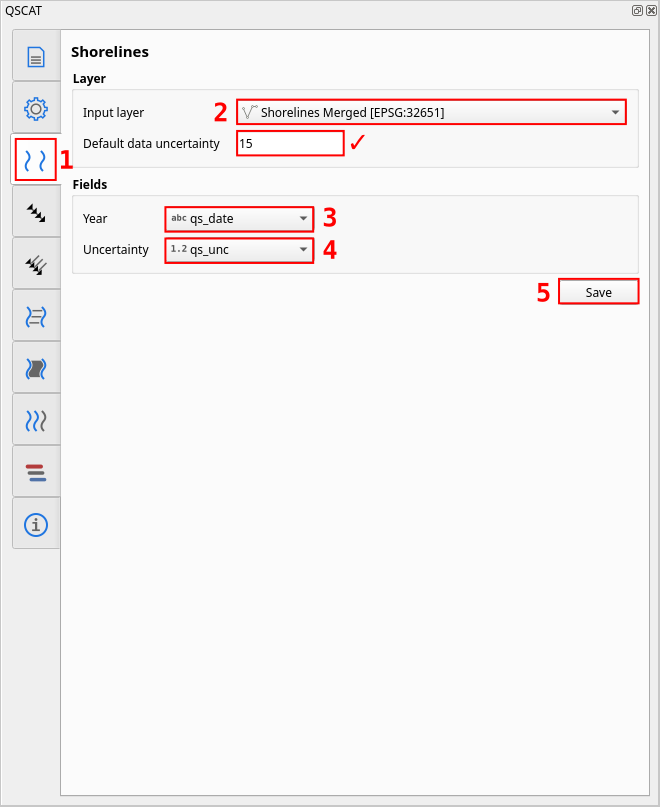 QSCAT
Shorelines
Layer
Input layer 2 Shorelines Merged [EPSG:32651]
Default data uncertainty 15 ✓
1
Fields
Year abc qs_date 3
Uncertainty 1.2 qs_unc 4
5 Save
i